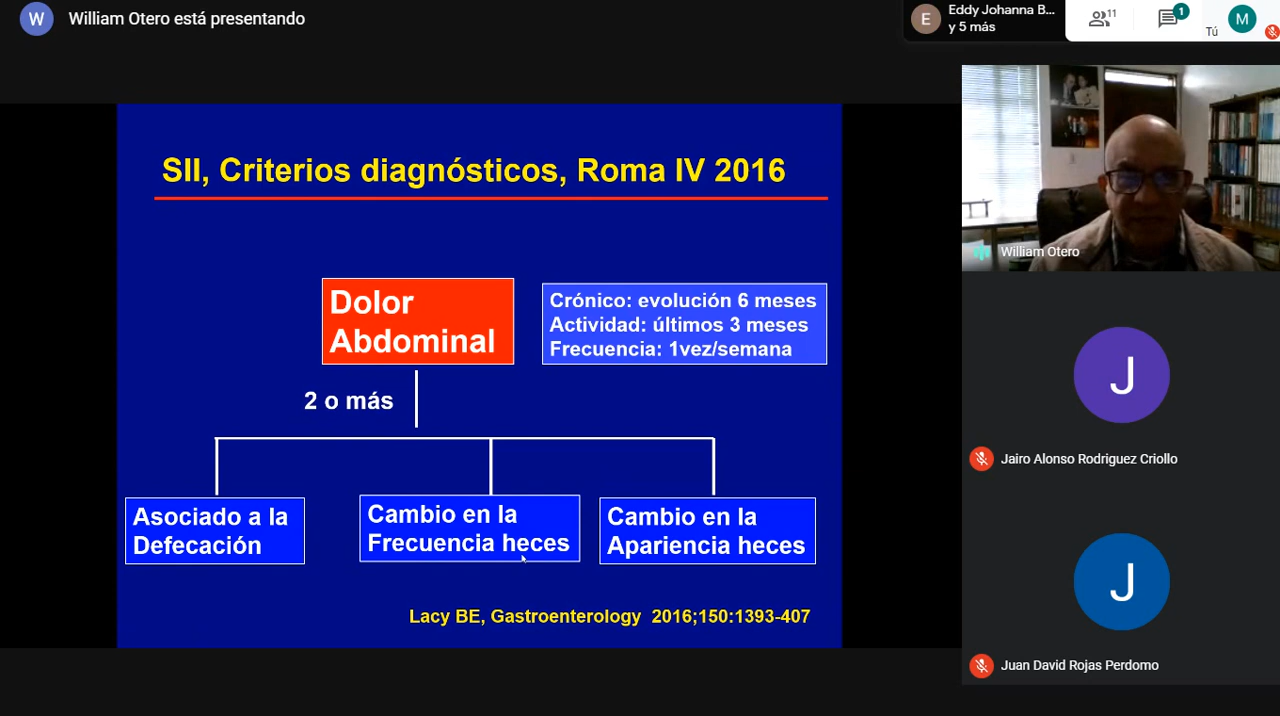 W
William Otero está presentando
E
Eddy Johanna B...
y 5 más
11
1
Tú
M
SII, Criterios diagnósticos, Roma IV 2016
Dolor
Abdominal
Crónico: evolución 6 meses
Actividad: últimos 3 meses
Frecuencia: 1vez/semana
2 o más
Asociado a la
Defecación
Cambio en la
Frecuencia heces
Cambio en la
Apariencia heces
Lacy BE, Gastroenterology 2016;150:1393-407
William Otero
J
Jairo Alonso Rodriguez Criollo
J
Juan David Rojas Perdomo